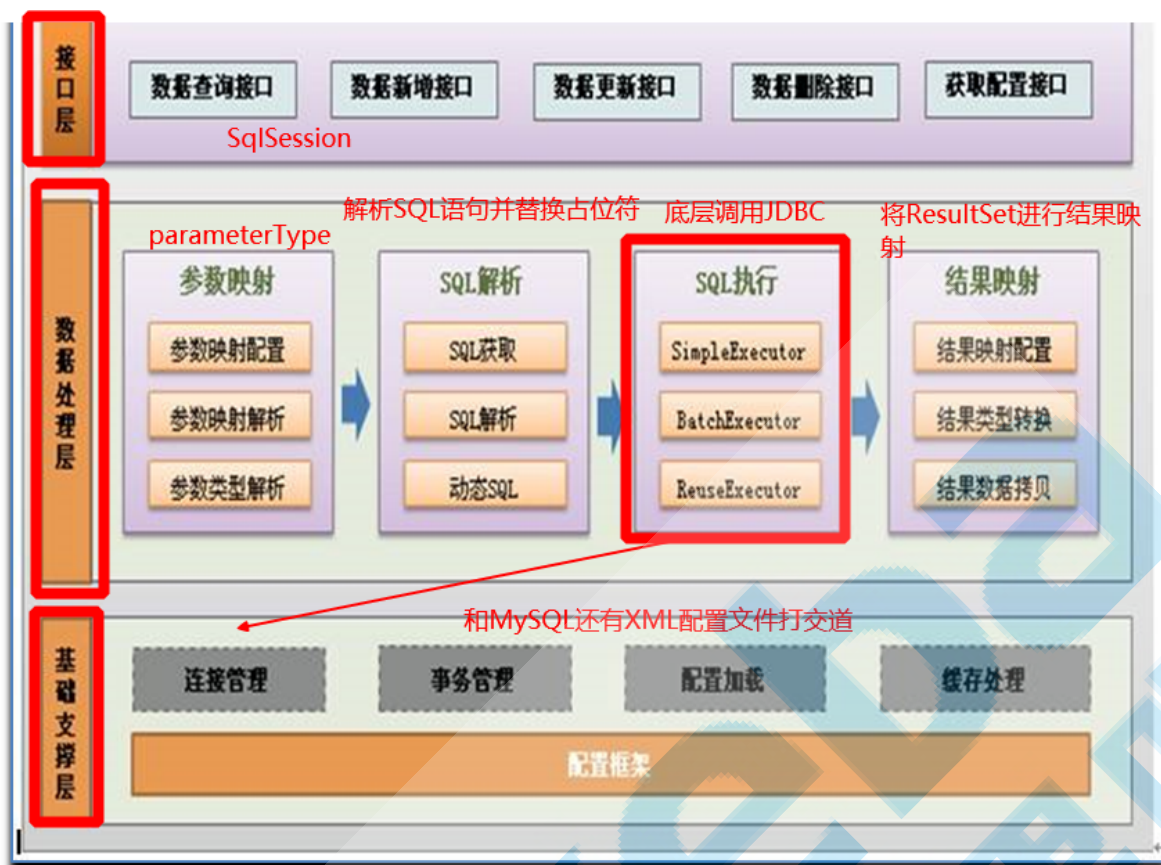 接口层
数据查询接口
数据新增接口
数据更新接口
数据删除接口
获取配置接口
SqlSession
数据处理层
解析SQL语句并替换占位符
底层调用JDBC
将ResultSet进行结果映
射
parameterType
参数映射
参数映射配置
参数映射解析
参数类型解析
SQL解析
SQL获取
SQL解析
动态SQL
SQL执行
SimpleExecutor
BatchExecutor
ReuseExecutor
结果映射
结果映射配置
结果类型转换
结果数据拷贝
基础支撑层
和MySQL还有XML配置文件打交道
连接管理
事务管理
配置加载
缓存处理
配置框架